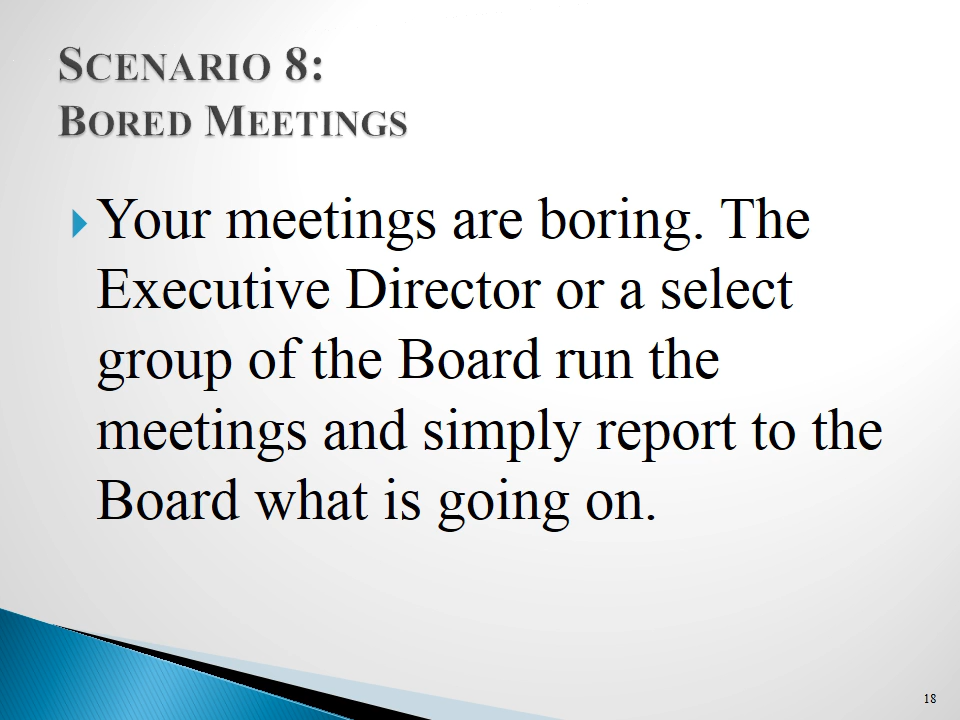 Scenario 8:
Bored Meetings
Your meetings are boring. The
Executive Director or a select
group of the Board run the
meetings and simply report to the
Board what is going on.
18